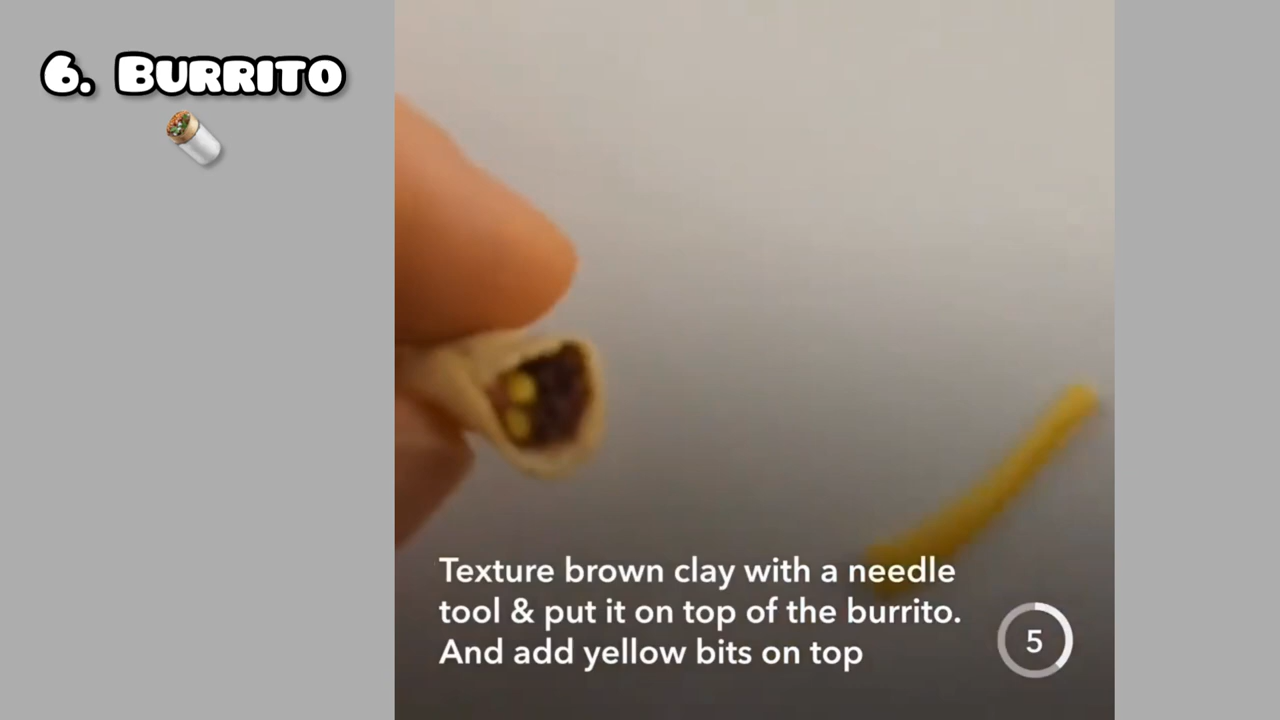 6. Burrito
Texture brown clay with a needle
tool & put it on top of the burrito.
And add yellow bits on top
5